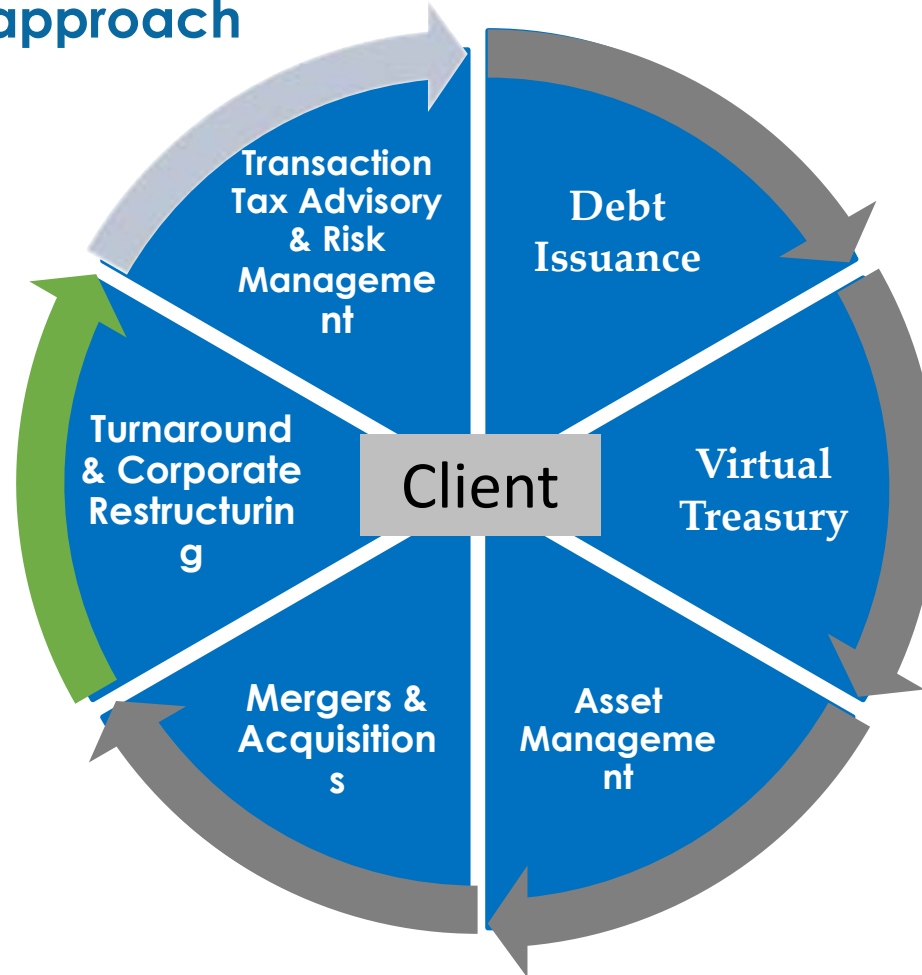 approach
Transaction
Tax Advisory
& Risk
Manageme
nt
Debt
Issuance
Turnaround
& Corporate
Restructurin
g
Client
Virtual
Treasury
Mergers &
Acquisition
s
Asset
Manageme
nt